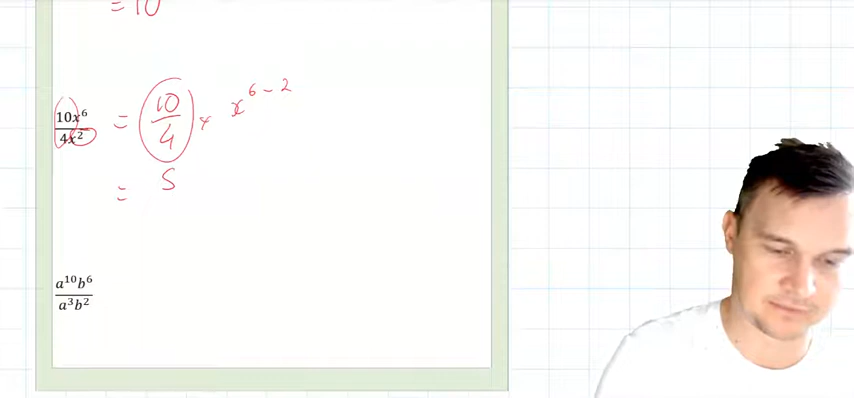 = 10
10x⁶/4x² = 10/4 × x⁶⁻²
= 5
a¹⁰b⁶/a³b²